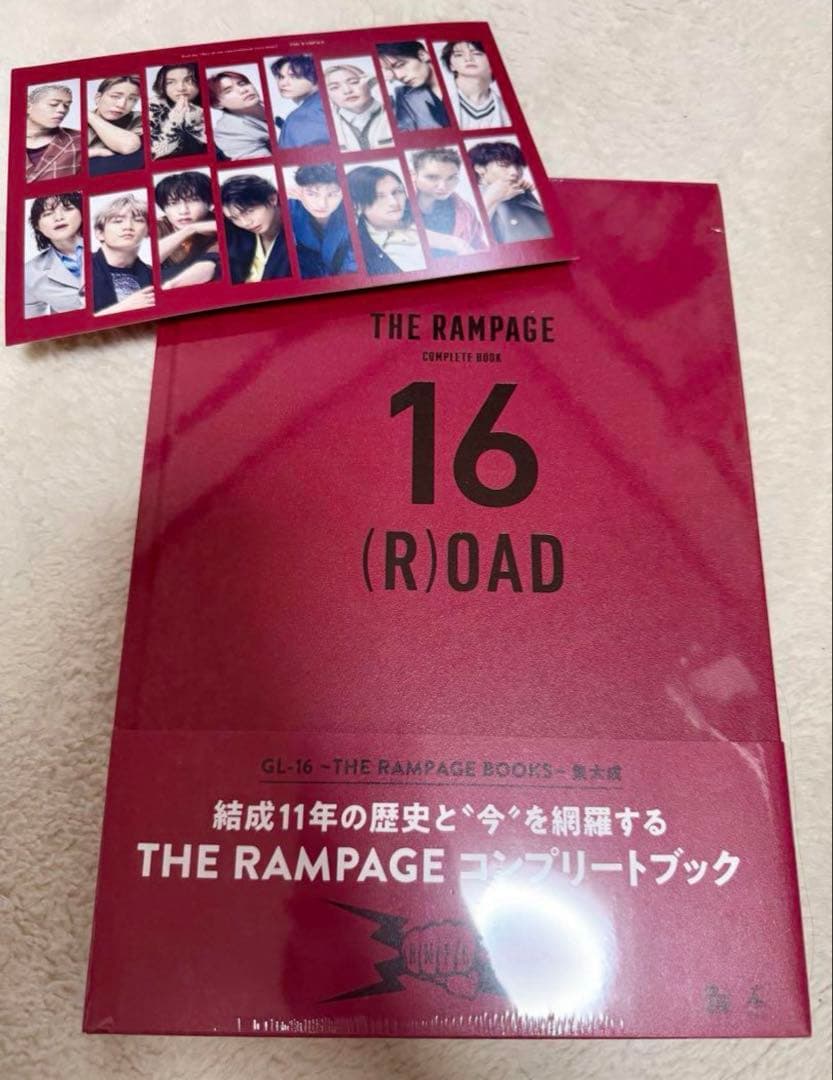 THE RAMPAGE
THE RAMPAGE
COMPLETE BOOK
16
(R)OAD
GL-16 ~THE RAMPAGE BOOKS~ 集大成
結成11年の歴史と〝今〟を網羅する
THE RAMPAGE コンプリートブック